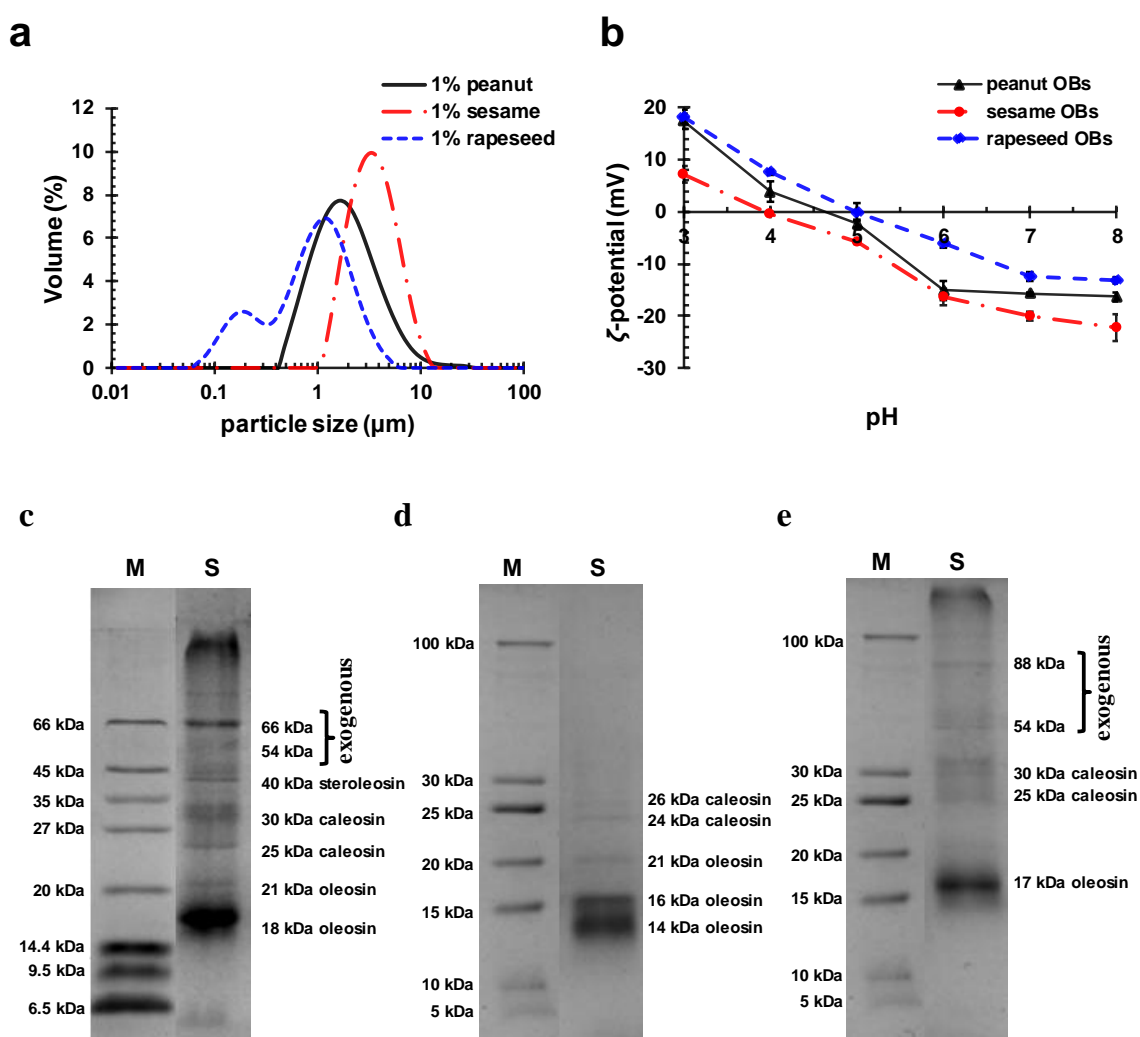 a
1% peanut
1% sesame
1% rapeseed
Volume (%)
12
10
8
6
4
2
0
0.01 0.1 1 10 100
particle size (µm)
b
peanut OBs
sesame OBs
rapeseed OBs
ζ-potential (mV)
20
10
0
-10
-20
-30
3 4 5 6 7 8
pH
c
M S
66 kDa
45 kDa
35 kDa
27 kDa
20 kDa
14.4 kDa
9.5 kDa
6.5 kDa
66 kDa
54 kDa
exogenous
40 kDa steroleosin
30 kDa caleosin
25 kDa caleosin
21 kDa oleosin
18 kDa oleosin
d
M S
100 kDa
30 kDa
25 kDa
20 kDa
15 kDa
10 kDa
5 kDa
26 kDa caleosin
24 kDa caleosin
21 kDa oleosin
16 kDa oleosin
14 kDa oleosin
e
M S
100 kDa
30 kDa
25 kDa
20 kDa
15 kDa
10 kDa
5 kDa
88 kDa
54 kDa
exogenous
30 kDa caleosin
25 kDa caleosin
17 kDa oleosin